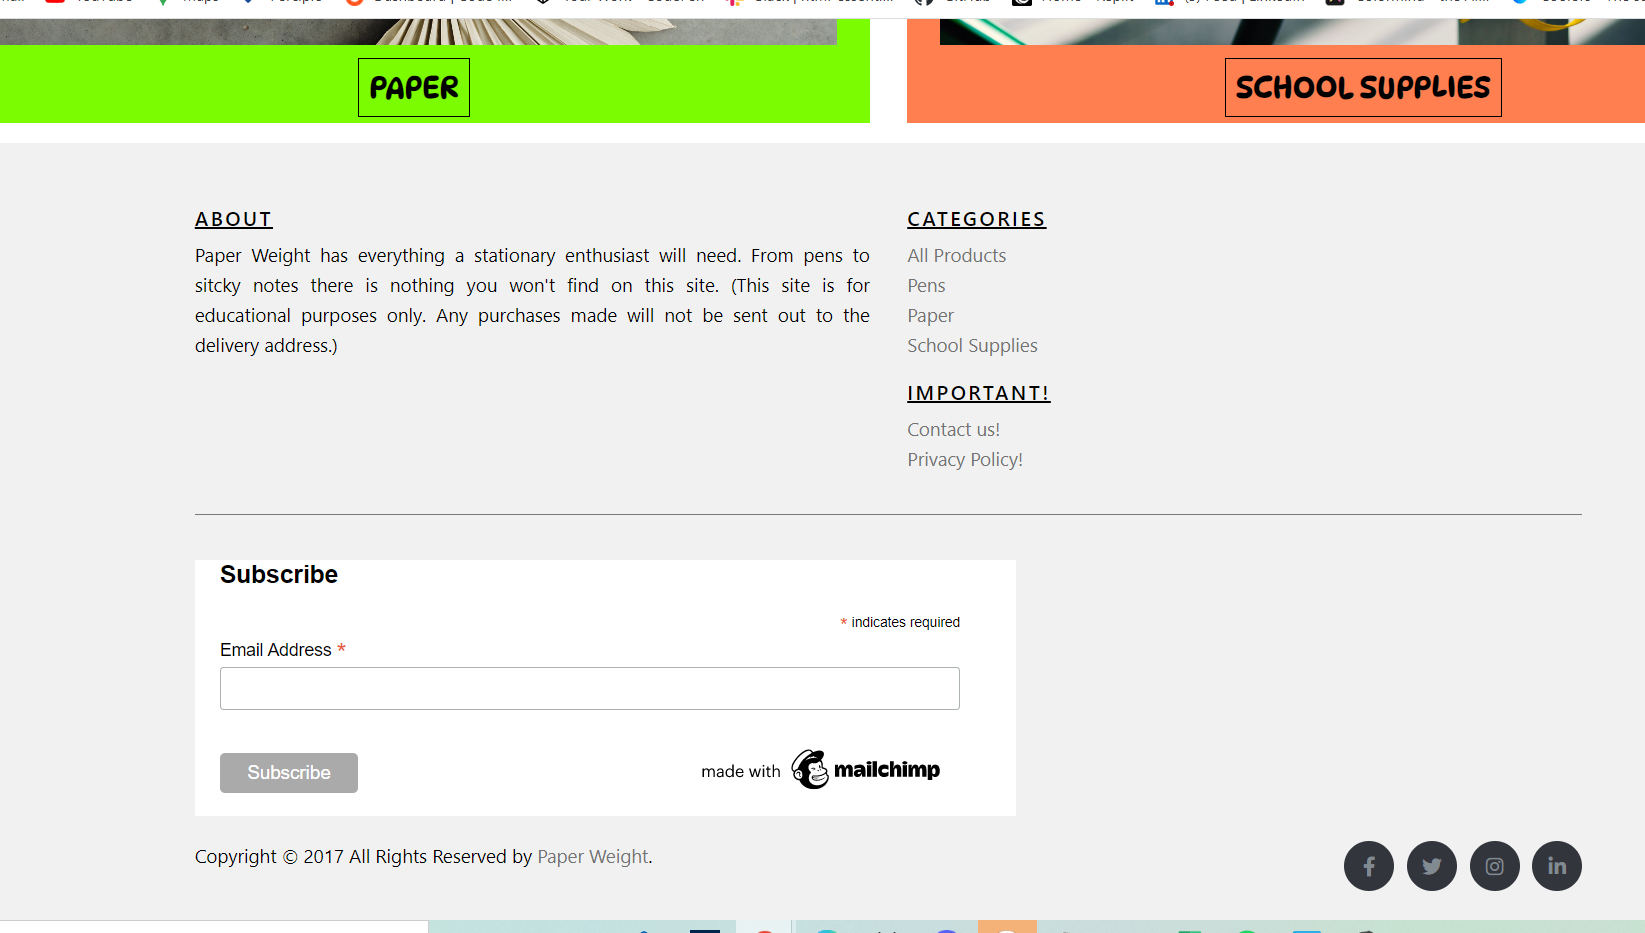 PAPER
SCHOOL SUPPLIES
ABOUT
Paper Weight has everything a stationary enthusiast will need. From pens to
sitcky notes there is nothing you won't find on this site. (This site is for
educational purposes only. Any purchases made will not be sent out to the
delivery address.)
CATEGORIES
All Products
Pens
Paper
School Supplies
IMPORTANT!
Contact us!
Privacy Policy!
Subscribe
* indicates required
Email Address *
Subscribe
made with mailchimp
Copyright © 2017 All Rights Reserved by Paper Weight.